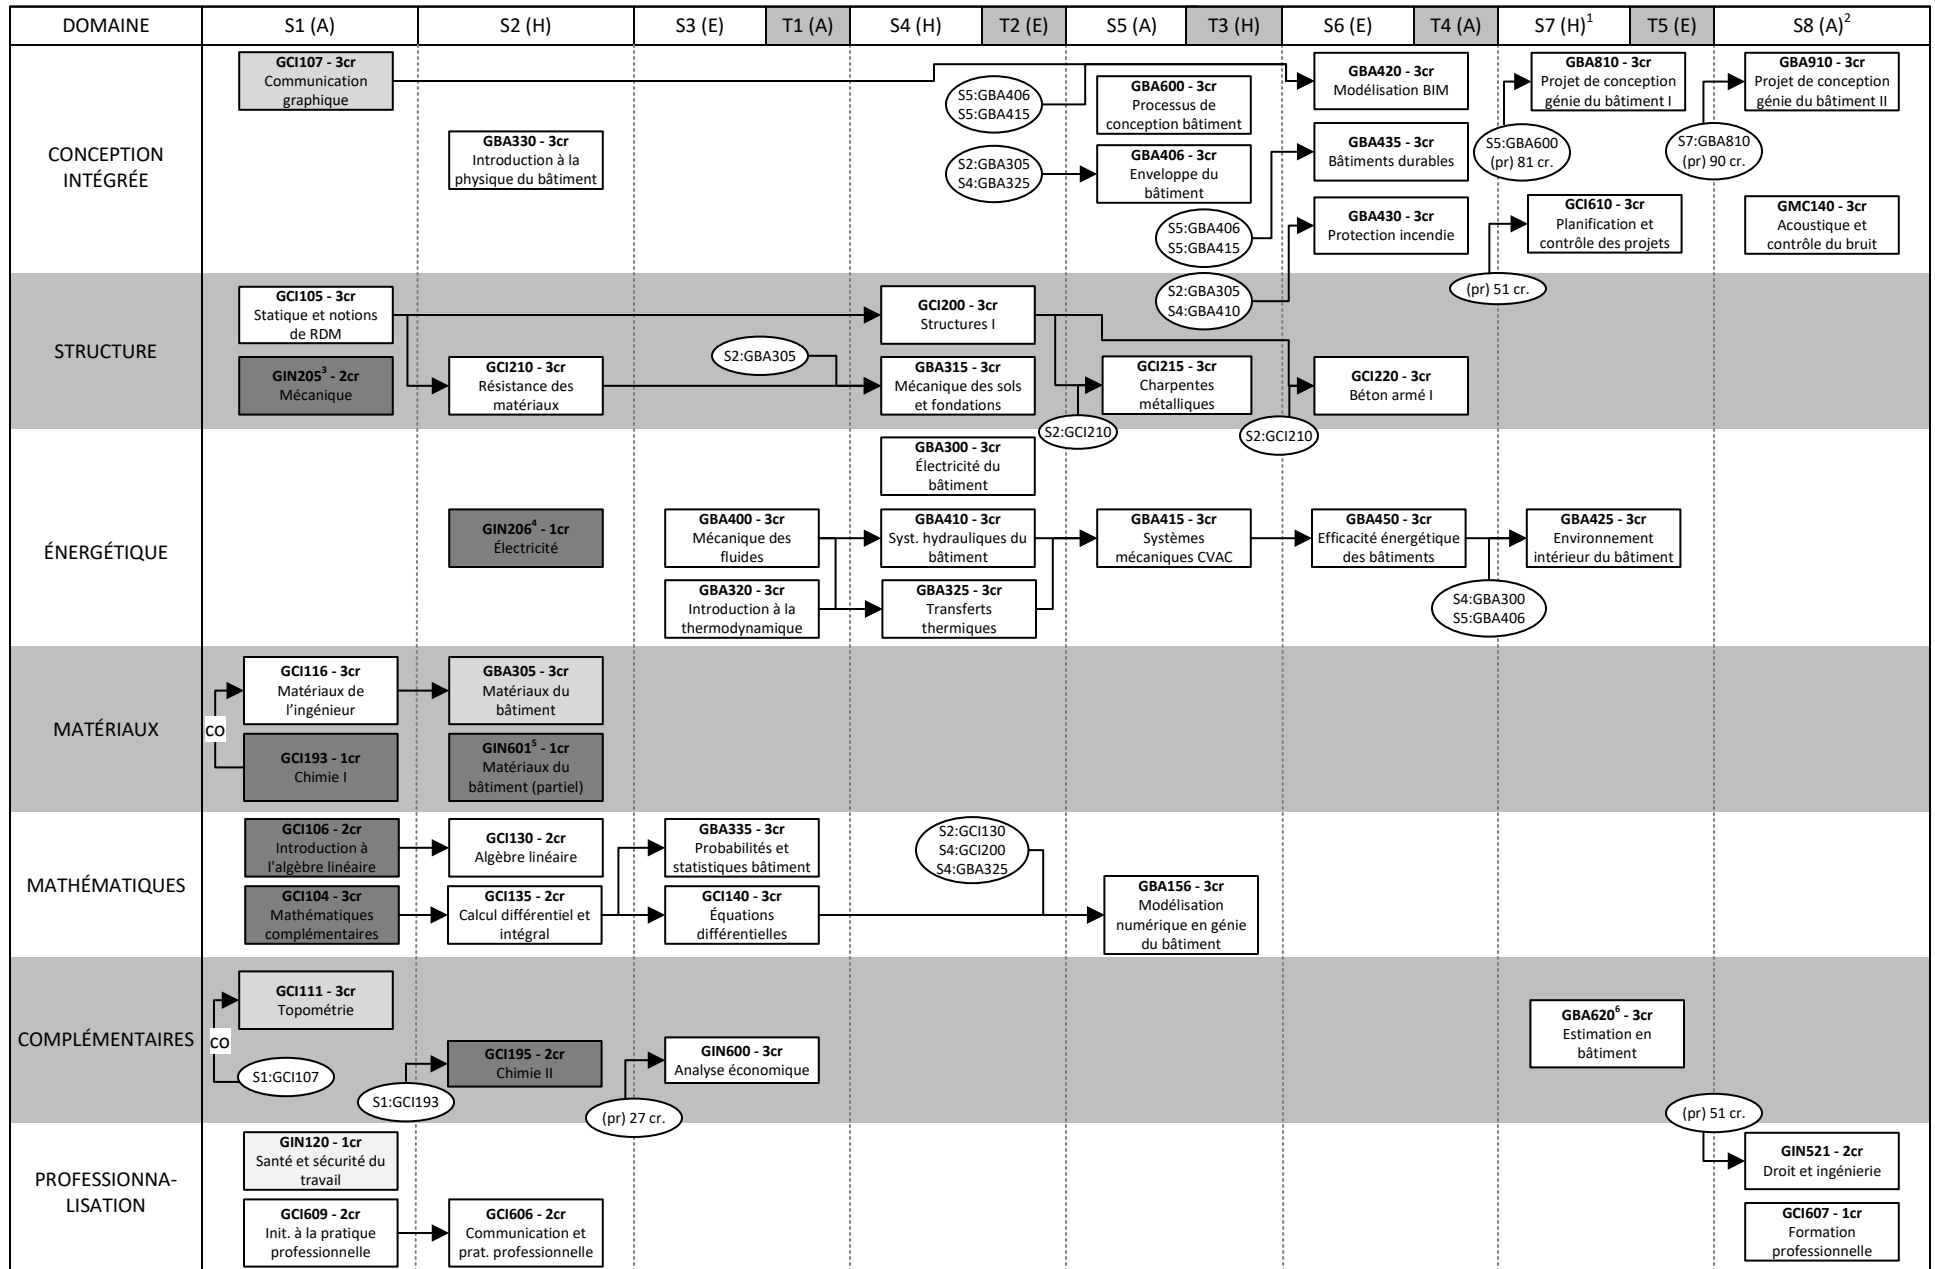 DOMAINE S1 (A) S2 (H) S3 (E) T1 (A) S4 (H) T2 (E) S5 (A) T3 (H) S6 (E) T4 (A) S7 (H)1 T5 (E) S8 (A)2
CONCEPTION
INTÉGRÉE
GCI107 - 3cr
Communication
graphique
GBA330 - 3cr
Introduction à la
physique du bâtiment
S5:GBA406
S5:GBA415
S2:GBA305
S4:GBA325
GBA600 - 3cr
Processus de
conception bâtiment
GBA406 - 3cr
Enveloppe du
bâtiment
S5:GBA406
S5:GBA415
S2:GBA305
S4:GBA410
GBA420 - 3cr
Modélisation BIM
GBA435 - 3cr
Bâtiments durables
GBA430 - 3cr
Protection incendie
S5:GBA600
(pr) 81 cr.
(pr) 51 cr.
GBA810 - 3cr
Projet de conception
génie du bâtiment I
GCI610 - 3cr
Planification et
contrôle des projets
S7:GBA810
(pr) 90 cr.
GBA910 - 3cr
Projet de conception
génie du bâtiment II
GMC140 - 3cr
Acoustique et
contrôle du bruit
STRUCTURE
GCI105 - 3cr
Statique et notions
de RDM
GIN2053 - 2cr
Mécanique
GCI210 - 3cr
Résistance des
matériaux
S2:GBA305
GCI200 - 3cr
Structures I
GBA315 - 3cr
Mécanique des sols
et fondations
S2:GCI210
GCI215 - 3cr
Charpentes
métalliques
S2:GCI210
GCI220 - 3cr
Béton armé I
ÉNERGÉTIQUE
GIN2064 - 1cr
Électricité
GBA400 - 3cr
Mécanique des
fluides
GBA320 - 3cr
Introduction à la
thermodynamique
GBA300 - 3cr
Électricité du
bâtiment
GBA410 - 3cr
Syst. hydrauliques du
bâtiment
GBA325 - 3cr
Transferts
thermiques
GBA415 - 3cr
Systèmes
mécaniques CVAC
GBA450 - 3cr
Efficacité énergétique
des bâtiments
S4:GBA300
S5:GBA406
GBA425 - 3cr
Environnement
intérieur du bâtiment
MATÉRIAUX
co
GCI116 - 3cr
Matériaux de
l'ingénieur
GCI193 - 1cr
Chimie I
GBA305 - 3cr
Matériaux du
bâtiment
GIN6015 - 1cr
Matériaux du
bâtiment (partiel)
MATHÉMATIQUES
GCI106 - 2cr
Introduction à
l'algèbre linéaire
GCI104 - 3cr
Mathématiques
complémentaires
GCI130 - 2cr
Algèbre linéaire
GCI135 - 2cr
Calcul différentiel et
intégral
GBA335 - 3cr
Probabilités et
statistiques bâtiment
GCI140 - 3cr
Équations
différentielles
S2:GCI130
S4:GCI200
S4:GBA325
GBA156 - 3cr
Modélisation
numérique en génie
du bâtiment
COMPLÉMENTAIRES
co
GCI111 - 3cr
Topométrie
S1:GCI107
S1:GCI193
GCI195 - 2cr
Chimie II
(pr) 27 cr.
GIN600 - 3cr
Analyse économique
GBA6206 - 3cr
Estimation en
bâtiment
(pr) 51 cr.
PROFESSIONNA-
LISATION
GIN120 - 1cr
Santé et sécurité du
travail
GCI609 - 2cr
Init. à la pratique
professionnelle
GCI606 - 2cr
Communication et
prat. professionnelle
GIN521 - 2cr
Droit et ingénierie
GCI607 - 1cr
Formation
professionnelle